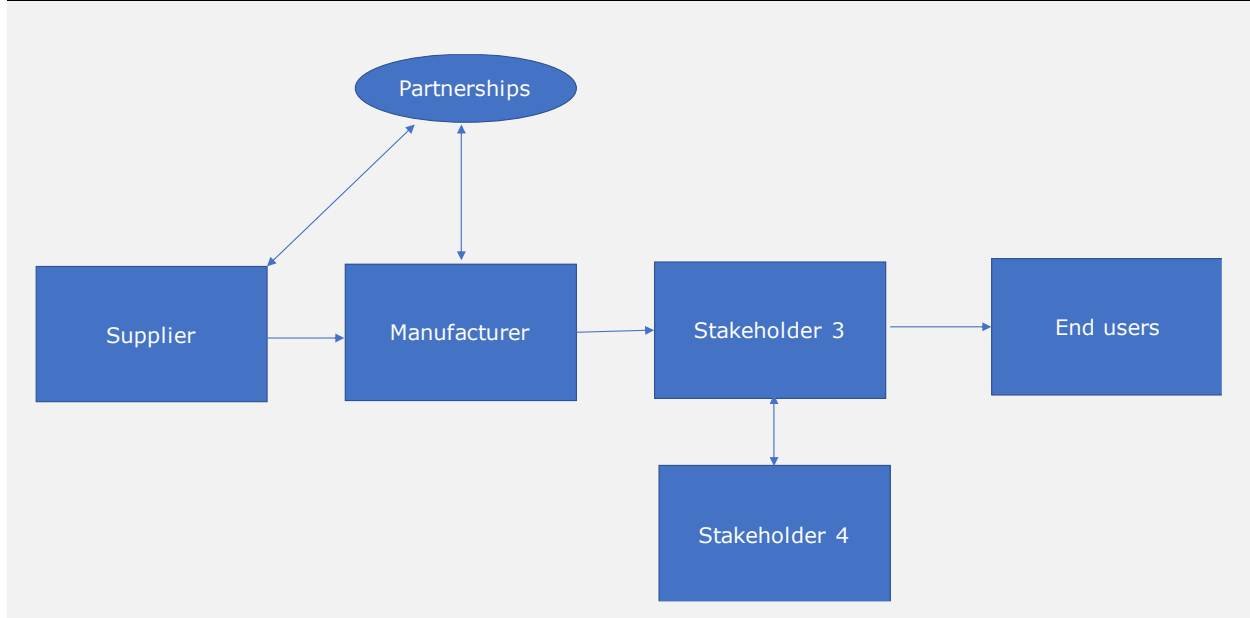 Partnerships
Supplier
Manufacturer
Stakeholder 3
End users
Stakeholder 4